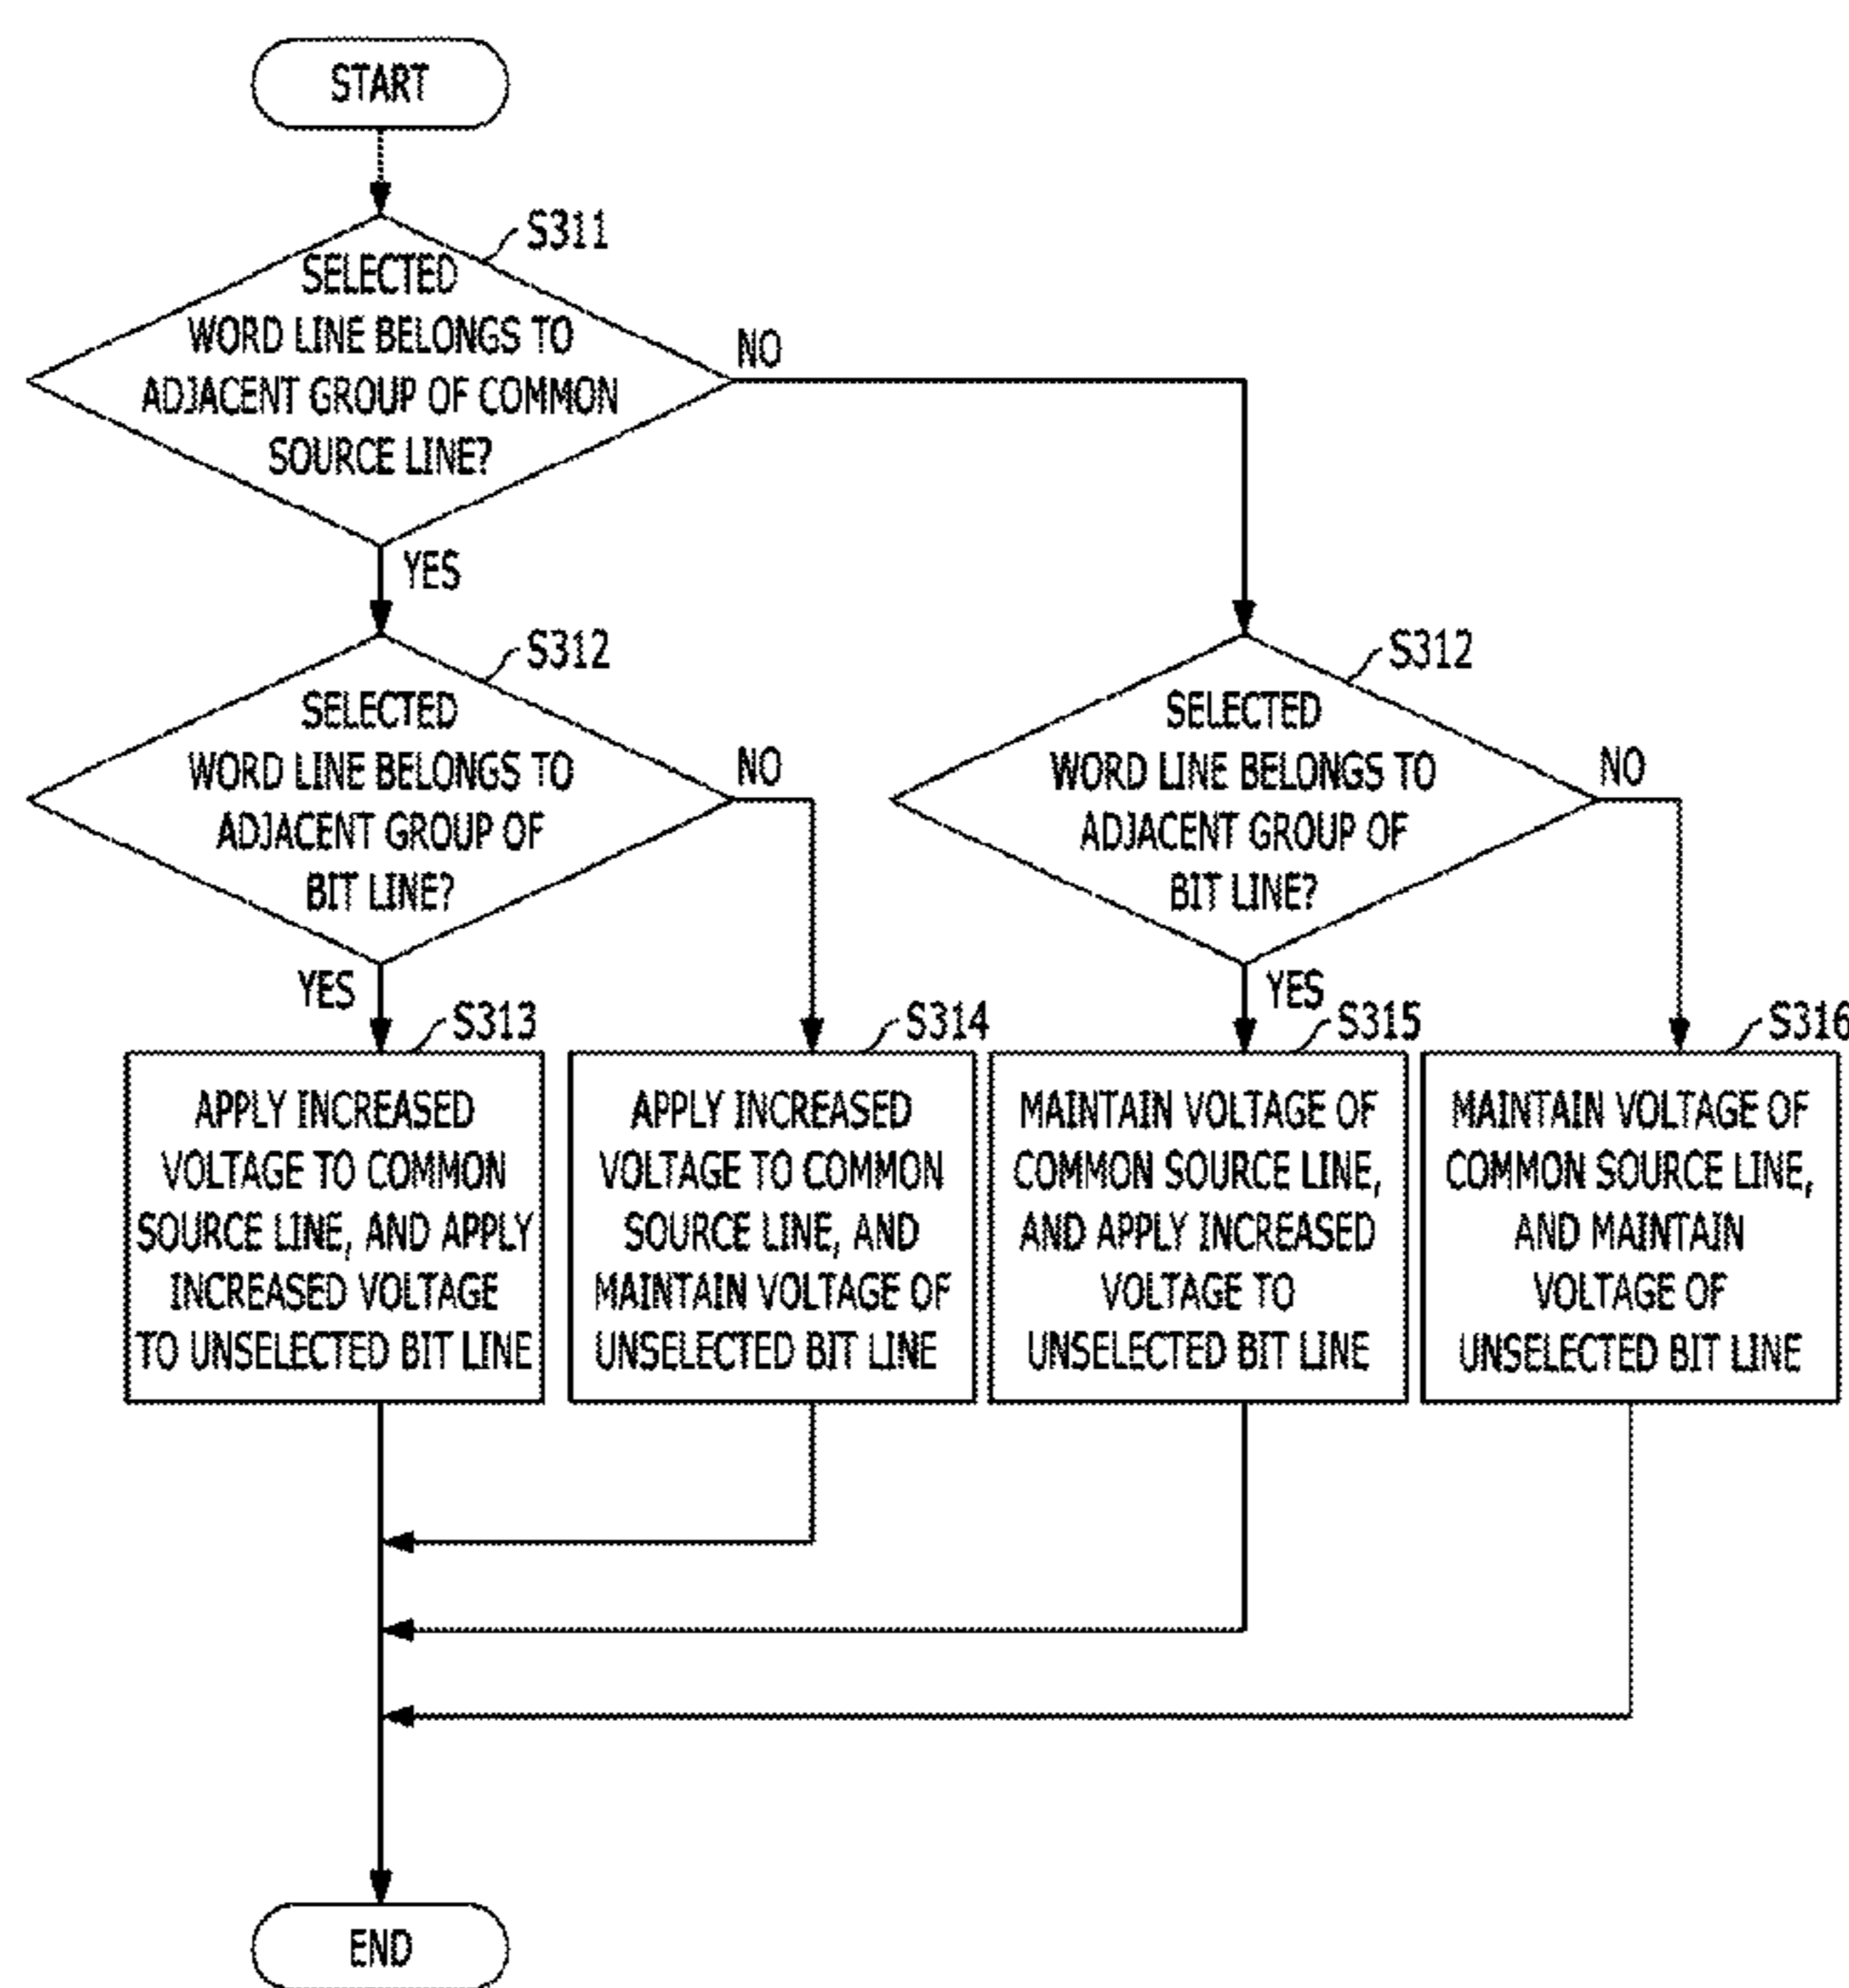 START
S311
SELECTED
WORD LINE BELONGS TO
ADJACENT GROUP OF COMMON
SOURCE LINE?
NO
YES
S312
SELECTED
WORD LINE BELONGS TO
ADJACENT GROUP OF
BIT LINE?
NO
YES
S312
SELECTED
WORD LINE BELONGS TO
ADJACENT GROUP OF
BIT LINE?
NO
YES
S313
APPLY INCREASED
VOLTAGE TO COMMON
SOURCE LINE, AND APPLY
INCREASED VOLTAGE
TO UNSELECTED BIT LINE
S314
APPLY INCREASED
VOLTAGE TO COMMON
SOURCE LINE, AND
MAINTAIN VOLTAGE OF
UNSELECTED BIT LINE
S315
MAINTAIN VOLTAGE OF
COMMON SOURCE LINE,
AND APPLY INCREASED
VOLTAGE TO
UNSELECTED BIT LINE
S316
MAINTAIN VOLTAGE OF
COMMON SOURCE LINE,
AND MAINTAIN
VOLTAGE OF
UNSELECTED BIT LINE
END